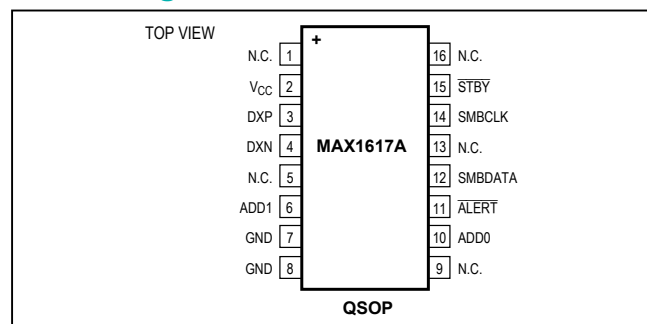 TOP VIEW
+
N.C. 1 16 N.C.
VCC 2 15 STBY
DXP 3 14 SMBCLK
DXN 4 MAX1617A 13 N.C.
N.C. 5 12 SMBDATA
ADD1 6 11 ALERT
GND 7 10 ADD0
GND 8 9 N.C.
QSOP